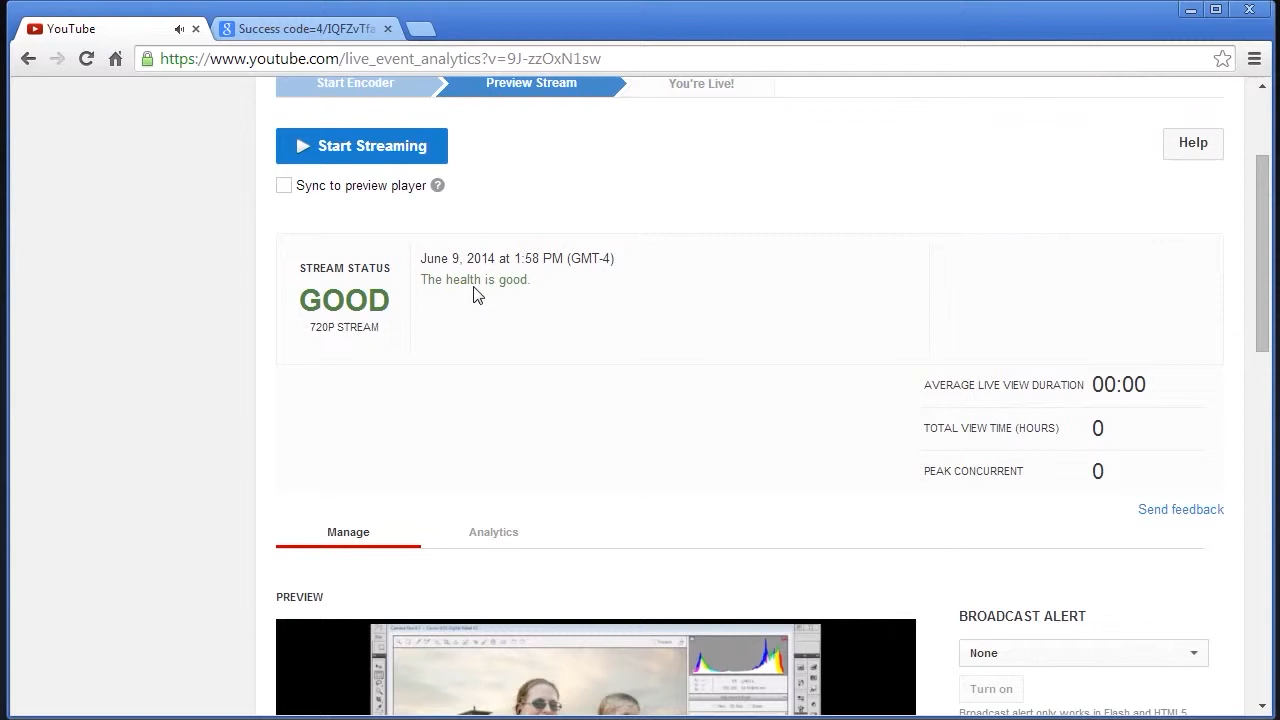 YouTube
Success code=4/IQFZvTfa
https://www.youtube.com/live_event_analytics?v=9J-zzOxN1sw
Start Encoder
Preview Stream
You're Live!
Start Streaming
Help
Sync to preview player ?
STREAM STATUS
GOOD
720P STREAM
June 9, 2014 at 1:58 PM (GMT-4)
The health is good.
AVERAGE LIVE VIEW DURATION 00:00
TOTAL VIEW TIME (HOURS) 0
PEAK CONCURRENT 0
Send feedback
Manage
Analytics
PREVIEW
BROADCAST ALERT
None
Turn on
Broadcast alert only works in Flash and HTML5